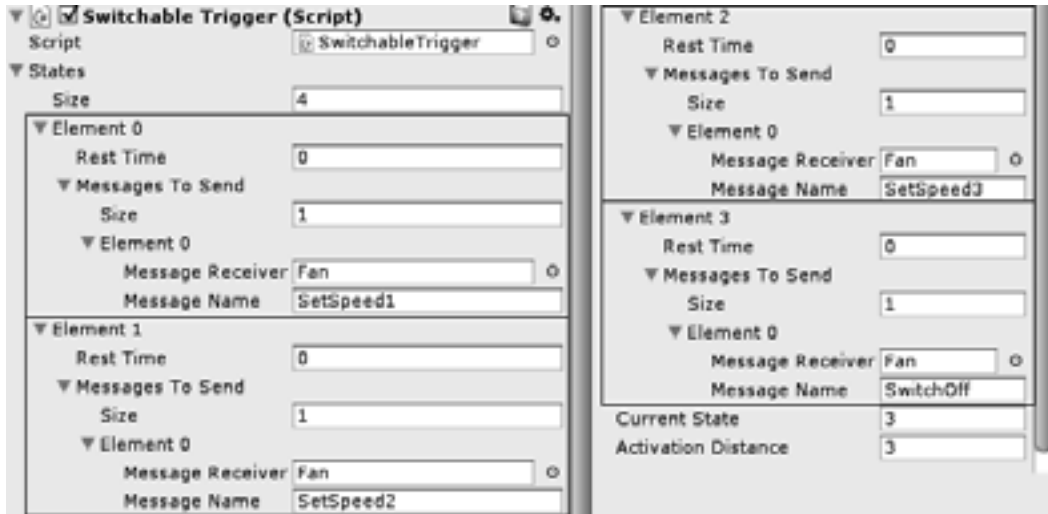 Switchable Trigger (Script)
Script SwitchableTrigger
States
Size 4
Element 0
Rest Time 0
Messages To Send
Size 1
Element 0
Message Receiver Fan
Message Name SetSpeed1
Element 1
Rest Time 0
Messages To Send
Size 1
Element 0
Message Receiver Fan
Message Name SetSpeed2
Element 2
Rest Time 0
Messages To Send
Size 1
Element 0
Message Receiver Fan
Message Name SetSpeed3
Element 3
Rest Time 0
Messages To Send
Size 1
Element 0
Message Receiver Fan
Message Name SwitchOff
Current State 3
Activation Distance 3